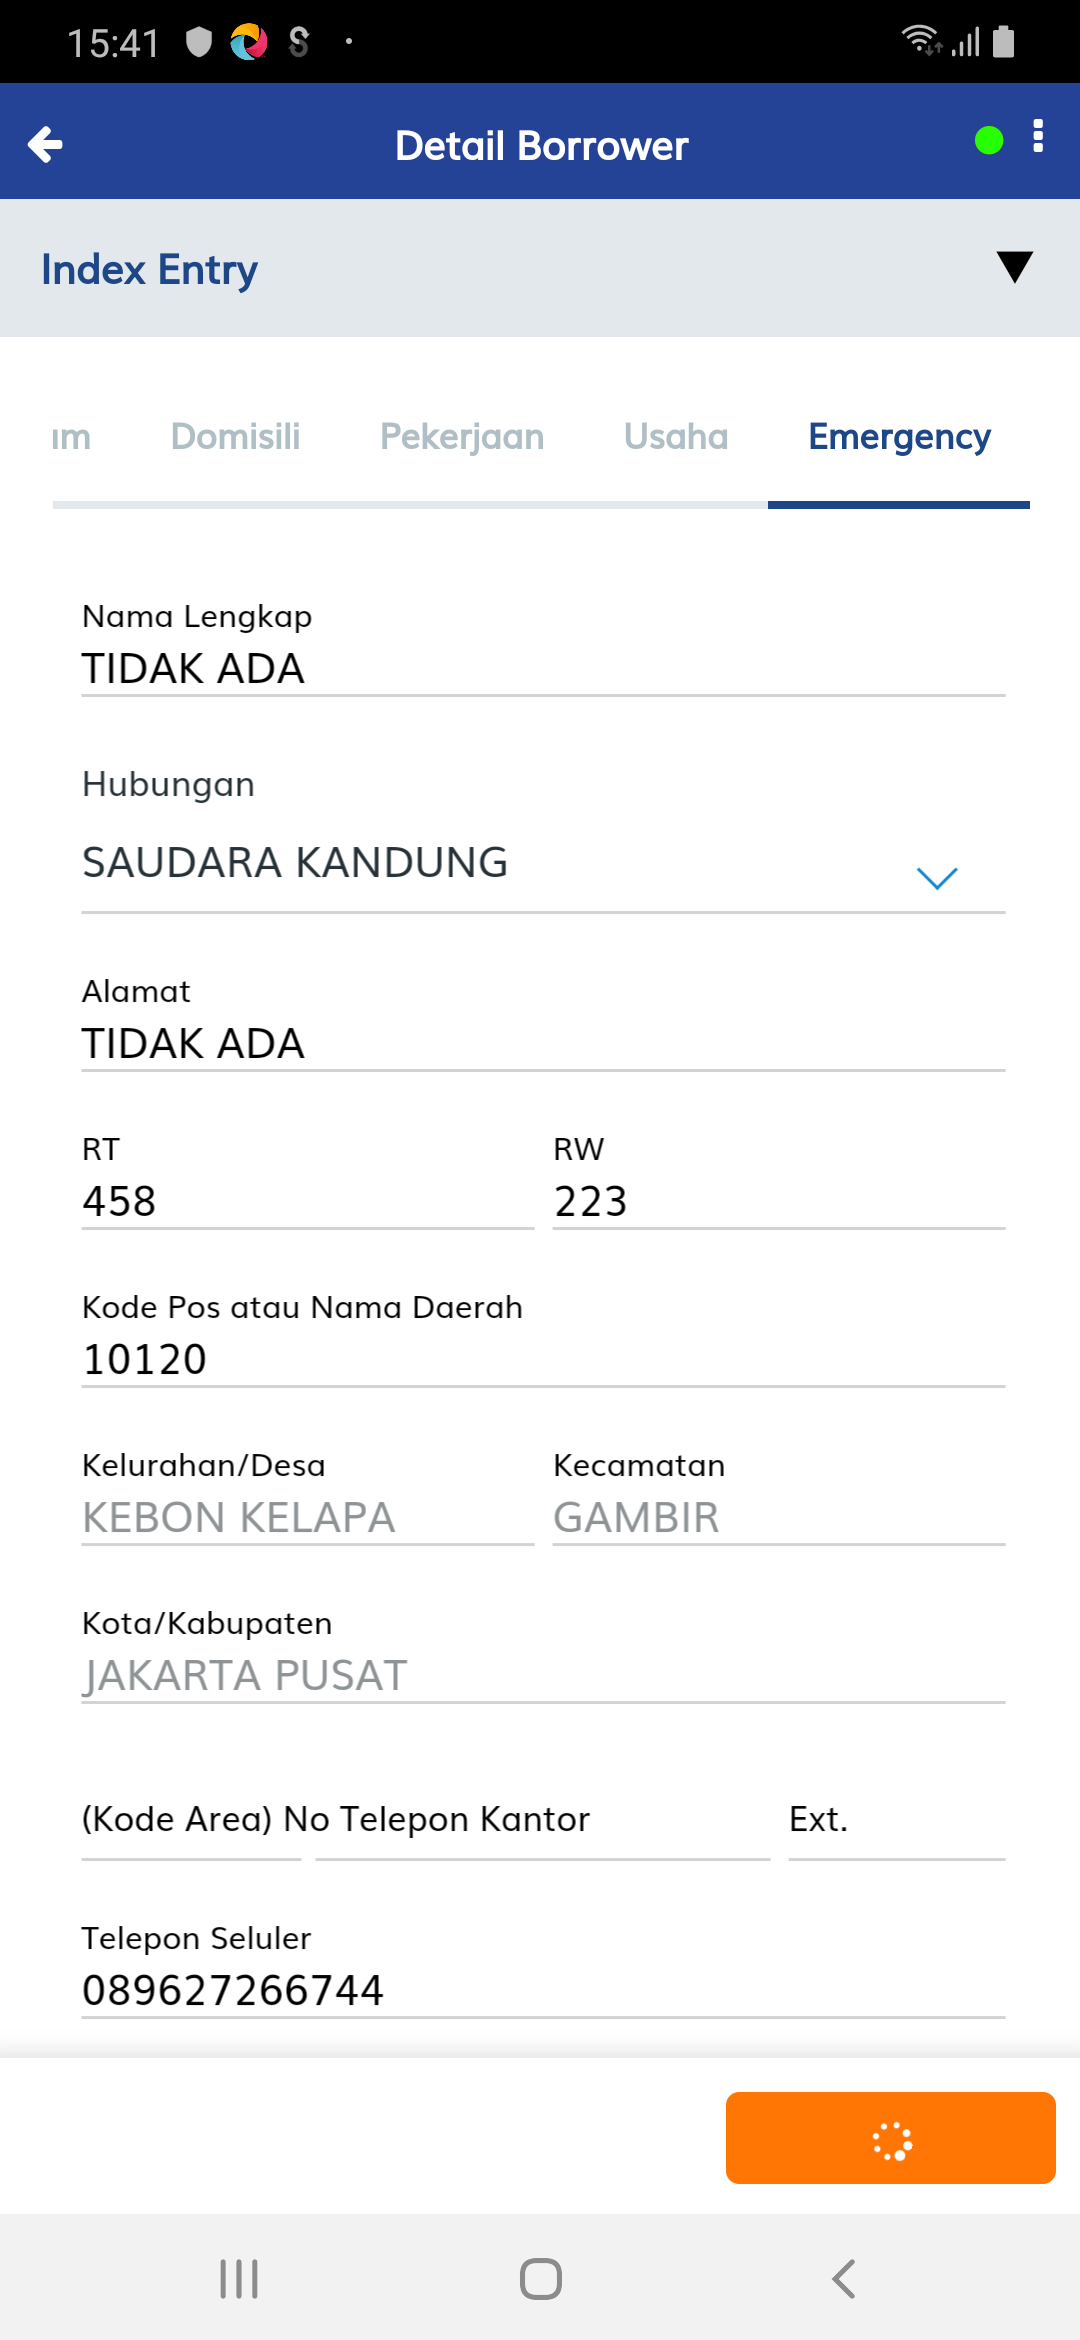 15:41
Detail Borrower
Index Entry
Domisili Pekerjaan Usaha Emergency
Nama Lengkap
TIDAK ADA
Hubungan
SAUDARA KANDUNG
Alamat
TIDAK ADA
RT RW
458 223
Kode Pos atau Nama Daerah
10120
Kelurahan/Desa Kecamatan
KEBON KELAPA GAMBIR
Kota/Kabupaten
JAKARTA PUSAT
(Kode Area) No Telepon Kantor Ext.
Telepon Seluler
089627266744